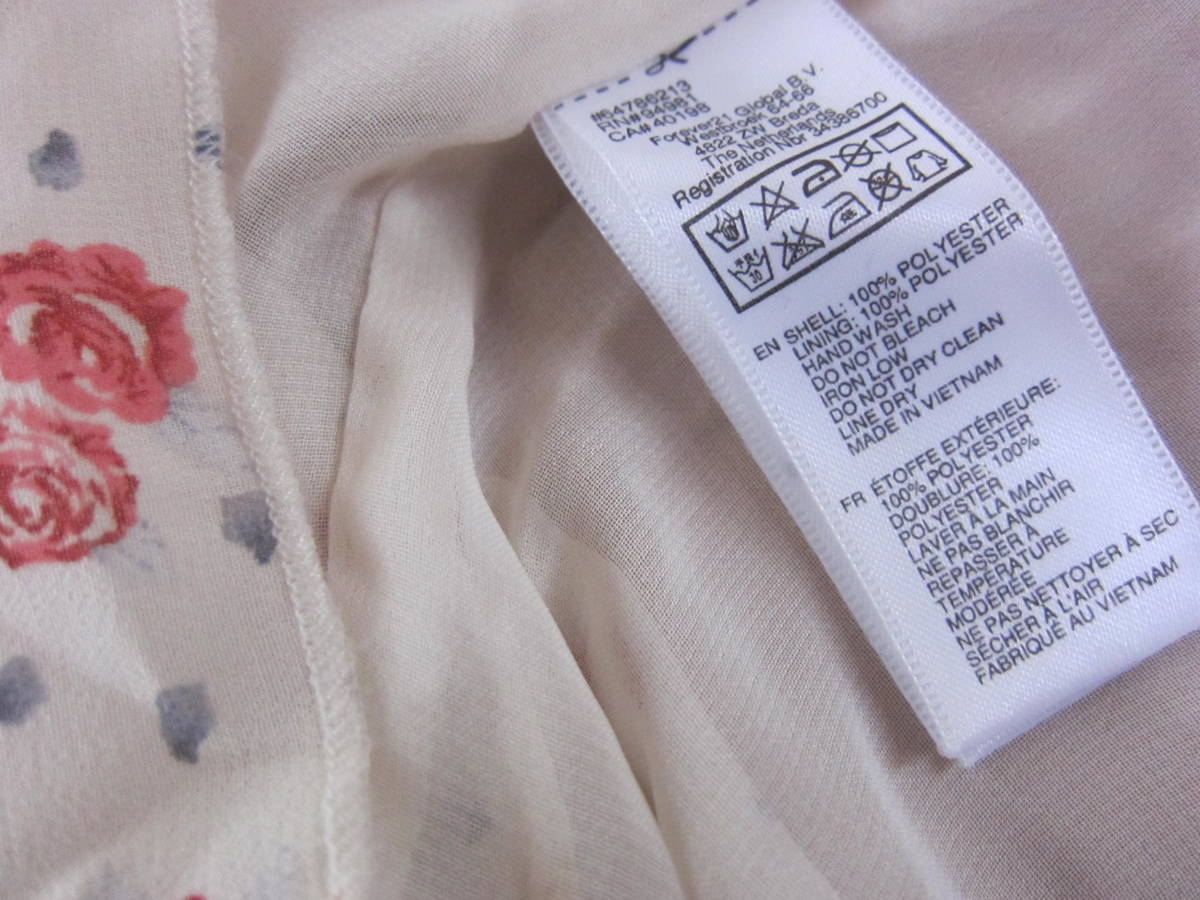 #64786213
RN#94981
CA#40198
Forever21 Global B.V.
Westboek 64-66
4822 ZW Breda
The Netherlands
Registration Nbr 34386700
30
EN SHELL: 100% POLYESTER
LINING: 100% POLYESTER
HAND WASH
DO NOT BLEACH
IRON LOW
DO NOT DRY CLEAN
LINE DRY
MADE IN VIETNAM
FR ÉTOFFE EXTÉRIEURE:
100% POLYESTER
DOUBLURE: 100%
POLYESTER
LAVER À LA MAIN
NE PAS BLANCHIR
REPASSER À
TEMPÉRATURE
MODÉRÉE
NE PAS NETTOYER À SEC
SÉCHER À L'AIR
FABRIQUÉ AU VIETNAM